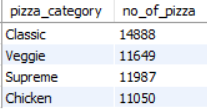 pizza_category no_of_pizza
Classic 14888
Veggie 11649
Supreme 11987
Chicken 11050